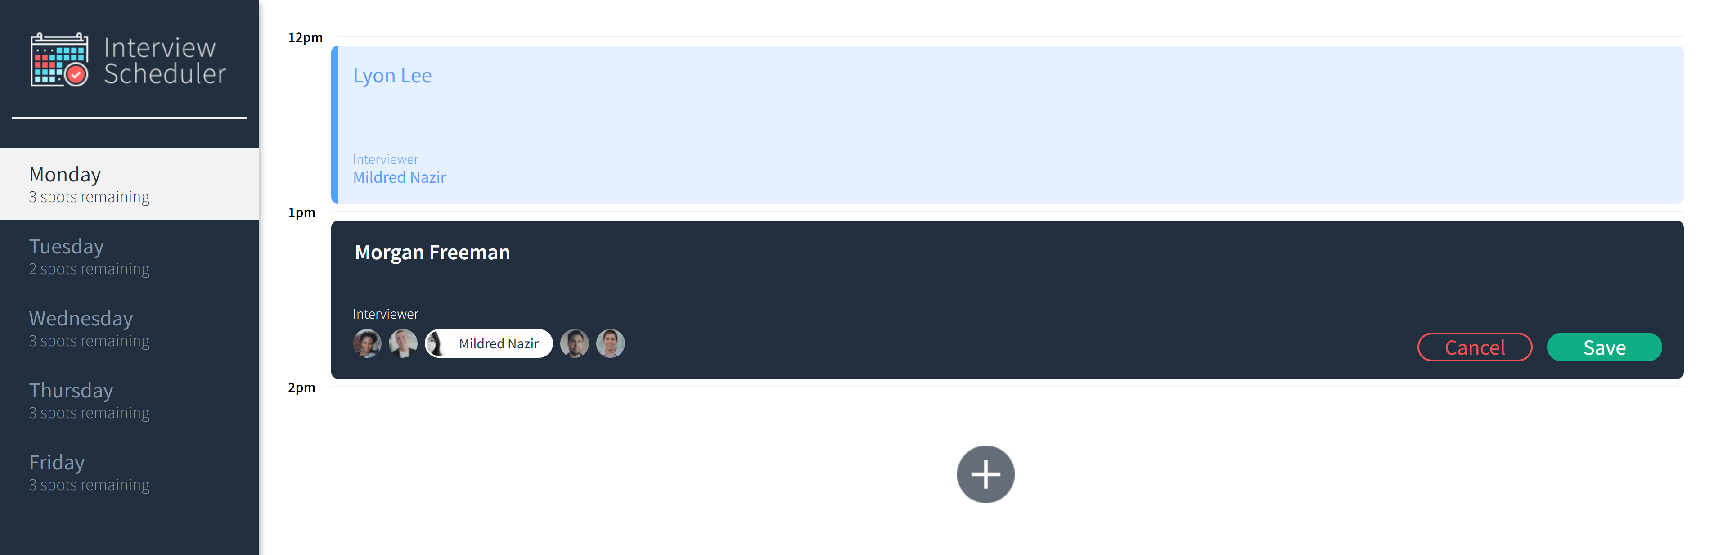 Interview
Scheduler
Monday
3 spots remaining
Tuesday
2 spots remaining
Wednesday
3 spots remaining
Thursday
3 spots remaining
Friday
3 spots remaining
12pm
Lyon Lee
Interviewer
Mildred Nazir
1pm
Morgan Freeman
Interviewer
Mildred Nazir
Cancel
Save
2pm